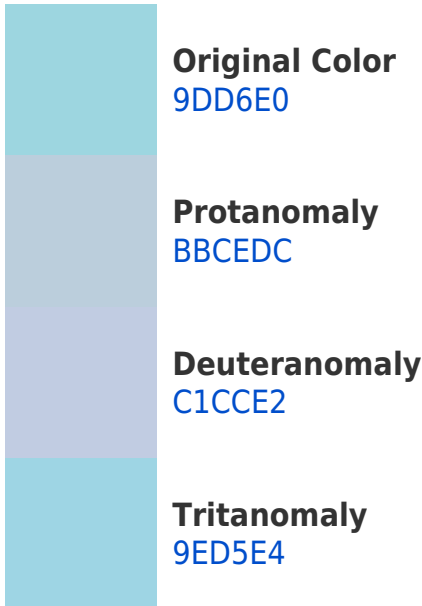 Original Color
9DD6E0
Protanomaly
BBCEDC
Deuteranomaly
C1CCE2
Tritanomaly
9ED5E4